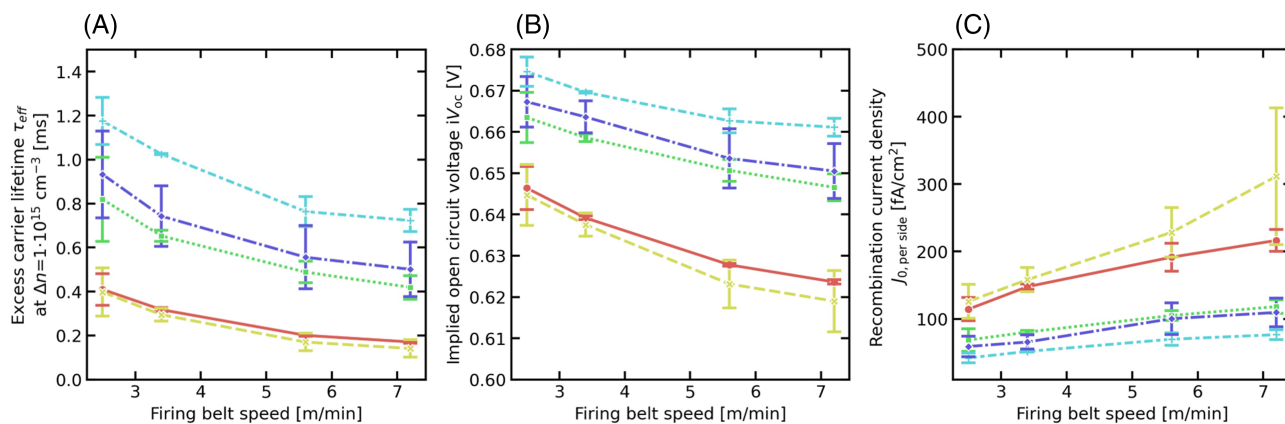 (A)
Excess carrier lifetime τeff
at Δn=1·10¹⁵ cm⁻³ [ms]
1.4
1.2
1.0
0.8
0.6
0.4
0.2
0.0
3 4 5 6 7
Firing belt speed [m/min]
(B)
Implied open circuit voltage iVoc [V]
0.68
0.67
0.66
0.65
0.64
0.63
0.62
0.61
0.60
3 4 5 6 7
Firing belt speed [m/min]
(C)
Recombination current density
J0, per side [fA/cm²]
500
400
300
200
100
3 4 5 6 7
Firing belt speed [m/min]